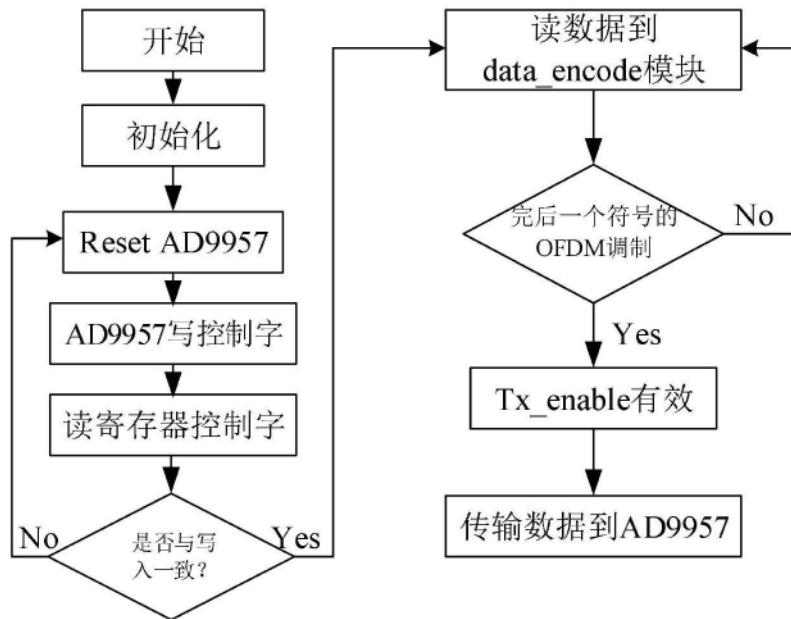 开始
初始化
Reset AD9957
AD9957写控制字
读寄存器控制字
是否与写
入一致？
No
Yes
读数据到
data_encode模块
完后一个符号的
OFDM调制
No
Yes
Tx_enable有效
传输数据到AD9957